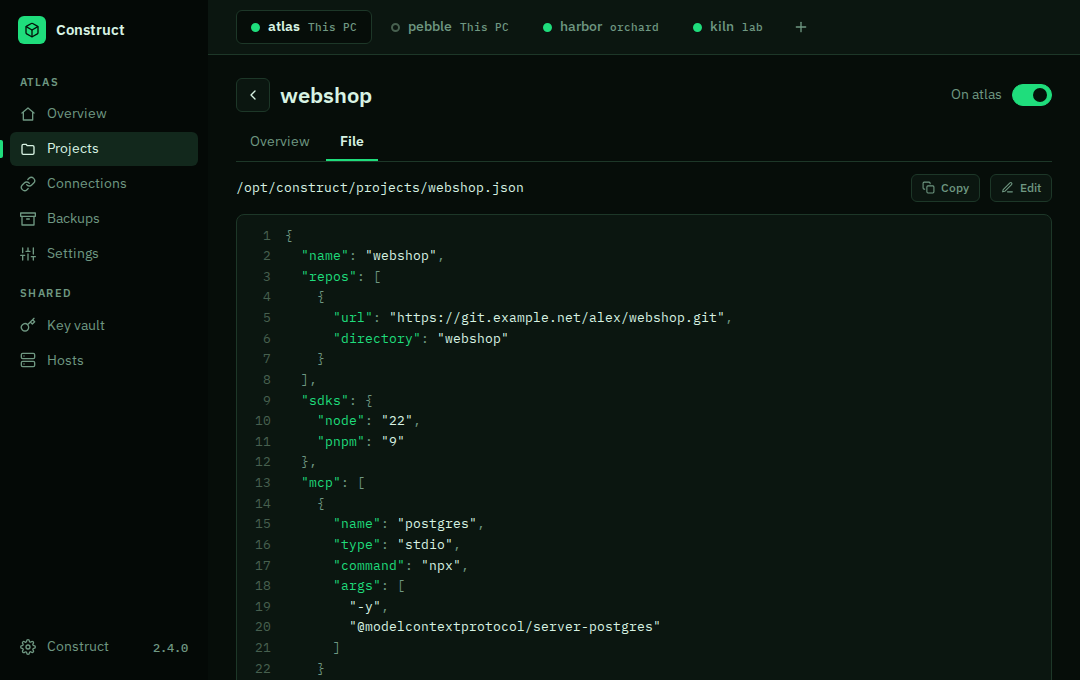 Construct
atlas This PC
pebble This PC
harbor orchard
kiln lab
ATLAS
Overview
Projects
Connections
Backups
Settings
SHARED
Key vault
Hosts
Construct 2.4.0
webshop
On atlas
Overview File
/opt/construct/projects/webshop.json
Copy Edit
1 {
2 "name": "webshop",
3 "repos": [
4 {
5 "url": "https://git.example.net/alex/webshop.git",
6 "directory": "webshop"
7 }
8 ],
9 "sdks": {
10 "node": "22",
11 "pnpm": "9"
12 },
13 "mcp": [
14 {
15 "name": "postgres",
16 "type": "stdio",
17 "command": "npx",
18 "args": [
19 "-y",
20 "@modelcontextprotocol/server-postgres"
21 ]
22 }